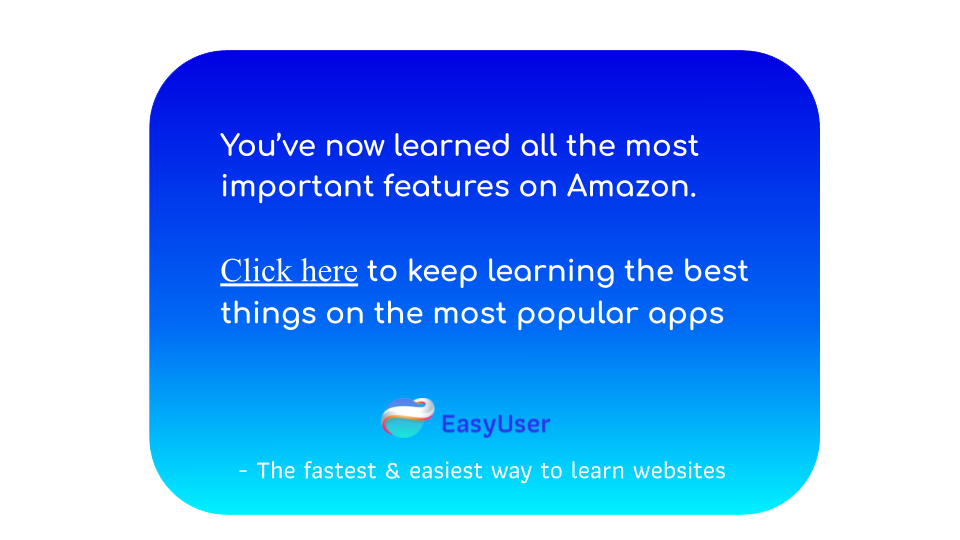 You’ve now learned all the most
important features on Amazon.
Click here to keep learning the best
things on the most popular apps
EasyUser
- The fastest & easiest way to learn websites